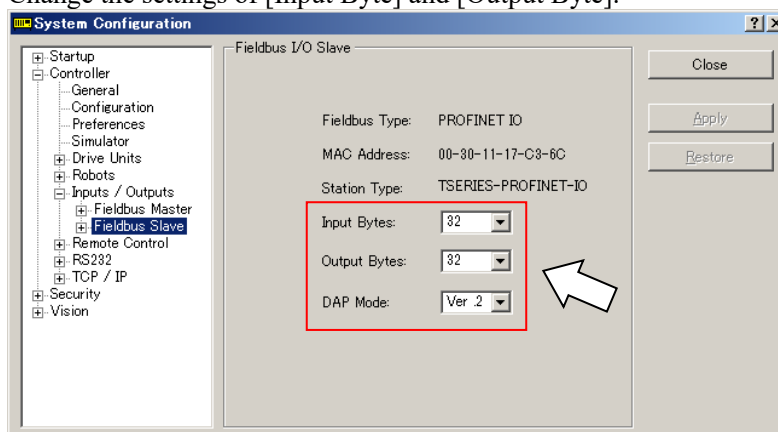 Change the settings of [Input Byte] and [Output Byte].
System Configuration
Startup
Controller
General
Configuration
Preferences
Simulator
Drive Units
Robots
Inputs / Outputs
Fieldbus Master
Fieldbus Slave
Remote Control
RS232
TCP / IP
Security
Vision
Fieldbus I/O Slave
Fieldbus Type: PROFINET IO
MAC Address: 00-30-11-17-C3-6C
Station Type: TSERIES-PROFINET-IO
Input Bytes: 32
Output Bytes: 32
DAP Mode: Ver .2
Close
Apply
Restore